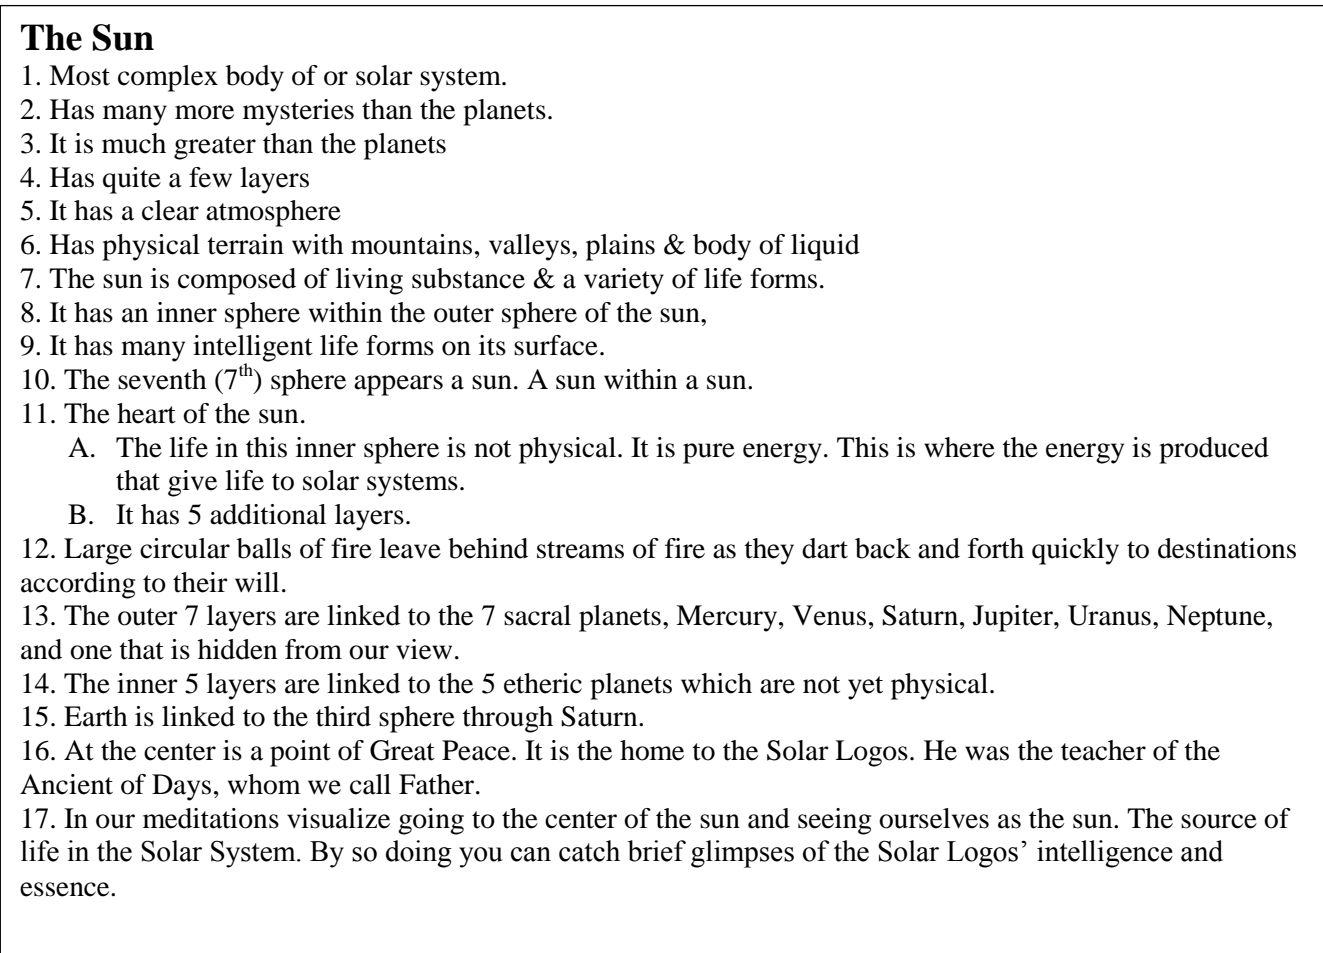 The Sun
1. Most complex body of or solar system.
2. Has many more mysteries than the planets.
3. It is much greater than the planets
4. Has quite a few layers
5. It has a clear atmosphere
6. Has physical terrain with mountains, valleys, plains & body of liquid
7. The sun is composed of living substance & a variety of life forms.
8. It has an inner sphere within the outer sphere of the sun,
9. It has many intelligent life forms on its surface.
10. The seventh (7th) sphere appears a sun. A sun within a sun.
11. The heart of the sun.
A. The life in this inner sphere is not physical. It is pure energy. This is where the energy is produced
that give life to solar systems.
B. It has 5 additional layers.
12. Large circular balls of fire leave behind streams of fire as they dart back and forth quickly to destinations
according to their will.
13. The outer 7 layers are linked to the 7 sacral planets, Mercury, Venus, Saturn, Jupiter, Uranus, Neptune,
and one that is hidden from our view.
14. The inner 5 layers are linked to the 5 etheric planets which are not yet physical.
15. Earth is linked to the third sphere through Saturn.
16. At the center is a point of Great Peace. It is the home to the Solar Logos. He was the teacher of the
Ancient of Days, whom we call Father.
17. In our meditations visualize going to the center of the sun and seeing ourselves as the sun. The source of
life in the Solar System. By so doing you can catch brief glimpses of the Solar Logos’ intelligence and
essence.